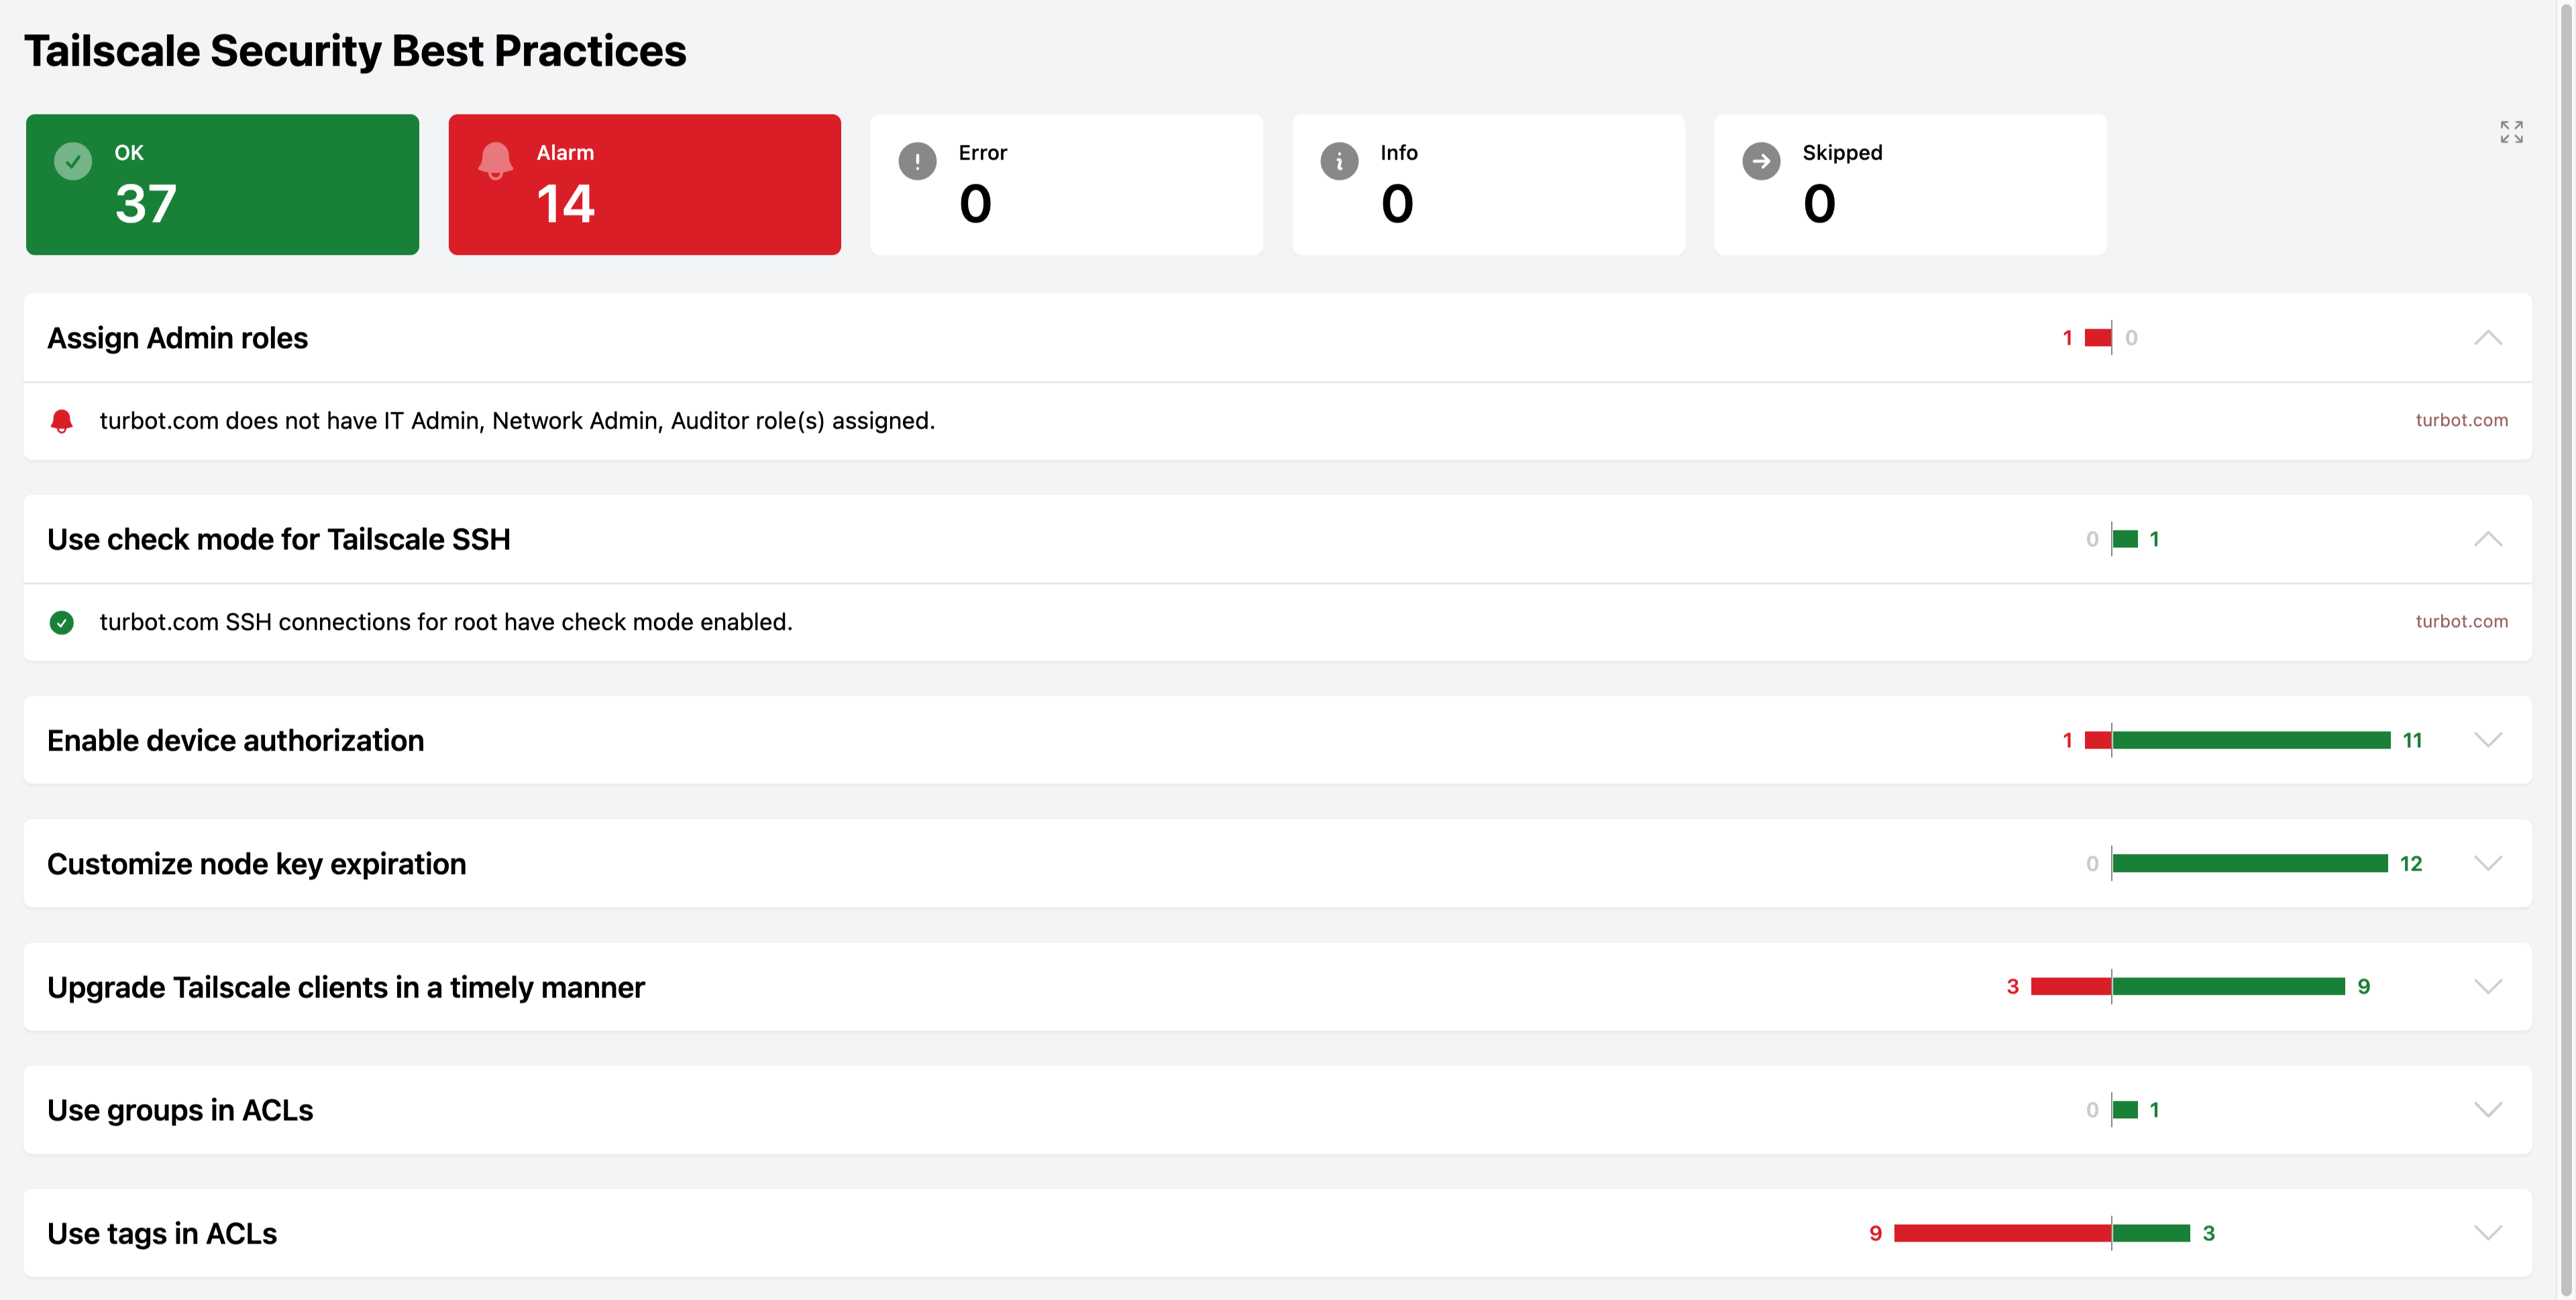 Tailscale Security Best Practices
OK
37
Alarm
14
Error
0
Info
0
Skipped
0
Assign Admin roles
1 0
turbot.com does not have IT Admin, Network Admin, Auditor role(s) assigned.
turbot.com
Use check mode for Tailscale SSH
0 1
turbot.com SSH connections for root have check mode enabled.
turbot.com
Enable device authorization
1 11
Customize node key expiration
0 12
Upgrade Tailscale clients in a timely manner
3 9
Use groups in ACLs
0 1
Use tags in ACLs
9 3